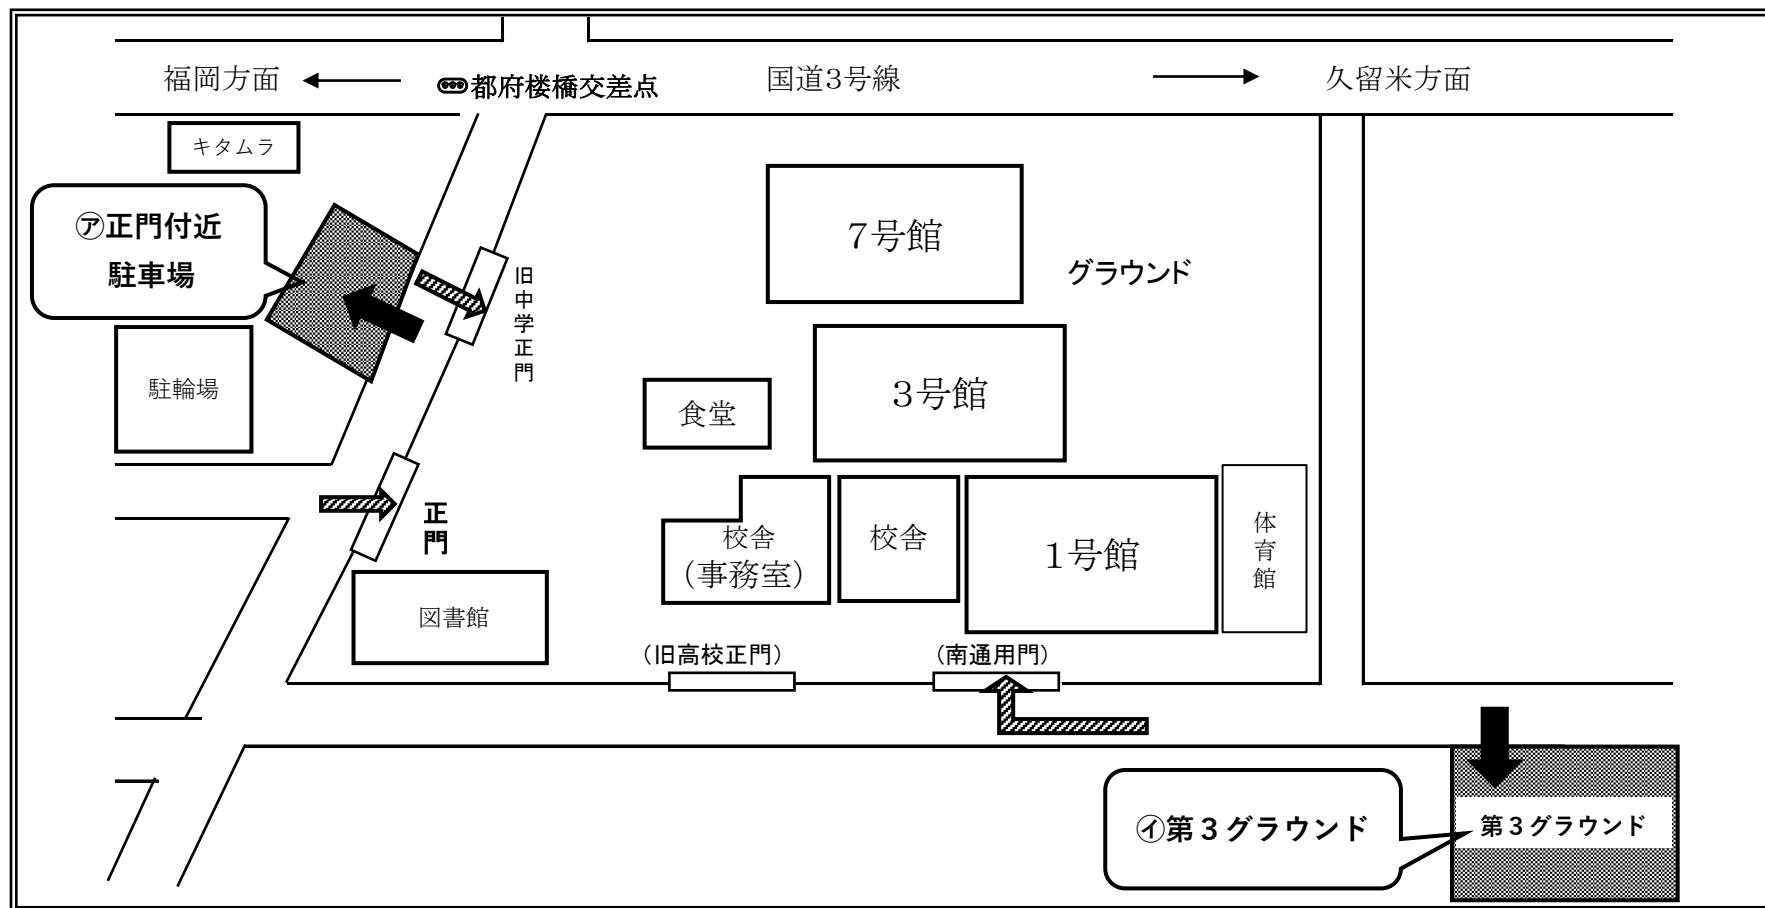 福岡方面
都府楼橋交差点
国道3号線
久留米方面
キタムラ
㋐正門付近
駐車場
旧中学正門
7号館
グラウンド
駐輪場
3号館
食堂
正門
校舎
(事務室)
校舎
1号館
体育館
図書館
(旧高校正門)
(南通用門)
㋑第3グラウンド
第3グラウンド